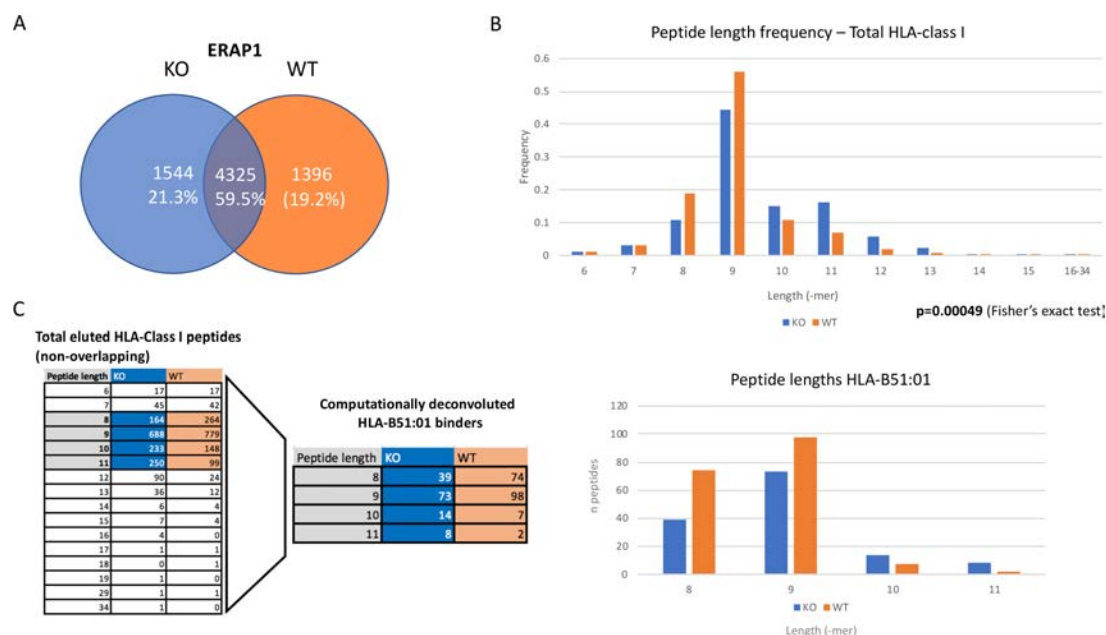 A
ERAP1
KO
WT
1544
21.3%
4325
59.5%
1396
(19.2%)
B
Peptide length frequency – Total HLA-class I
Frequency
0.6
0.5
0.4
0.3
0.2
0.1
0
6 7 8 9 10 11 12 13 14 15 16-34
Length (-mer)
KO WT
p=0.00049 (Fisher's exact test)
C
Total eluted HLA-Class I peptides
(non-overlapping)
Peptide length KO WT
6 17 17
7 45 42
8 164 264
9 688 779
10 233 148
11 250 99
12 90 24
13 36 12
14 6 4
15 7 4
16 4 0
17 1 1
18 0 1
19 1 1
29 1 1
34 1 0
Computationally deconvoluted
HLA-B51:01 binders
Peptide length KO WT
8 39 74
9 73 98
10 14 7
11 8 2
Peptide lengths HLA-B51:01
n peptides
120
100
80
60
40
20
0
8 9 10 11
KO WT
Length (-mer)